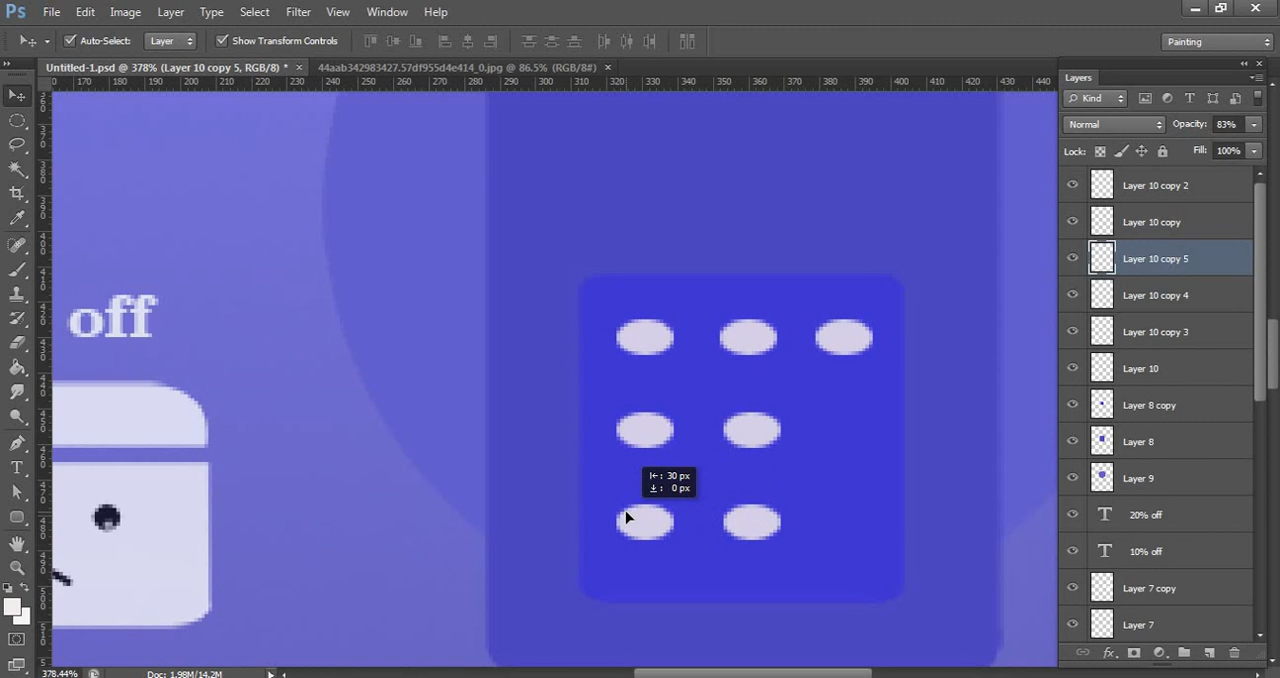 Ps File Edit Image Layer Type Select Filter View Window Help
Auto-Select: Layer Show Transform Controls Painting
Untitled-1.psd @ 378% (Layer 10 copy 5, RGB/8) * × 44aab342983427.57df955d4e414_0.jpg @ 86.5% (RGB/8#) ×
170 180 190 200 210 220 230 240 250 260 270 280 290 300 310 320 330 340 350 360 370 380 390 400 410 420 430 440
Layers
Kind
Normal Opacity: 83%
Lock: Fill: 100%
Layer 10 copy 2
Layer 10 copy
Layer 10 copy 5
Layer 10 copy 4
Layer 10 copy 3
Layer 10
Layer 8 copy
Layer 8
Layer 9
T 20% off
T 10% off
Layer 7 copy
Layer 7
off
30 px
0 px
378.44% Doc: 1.98M/14.2M